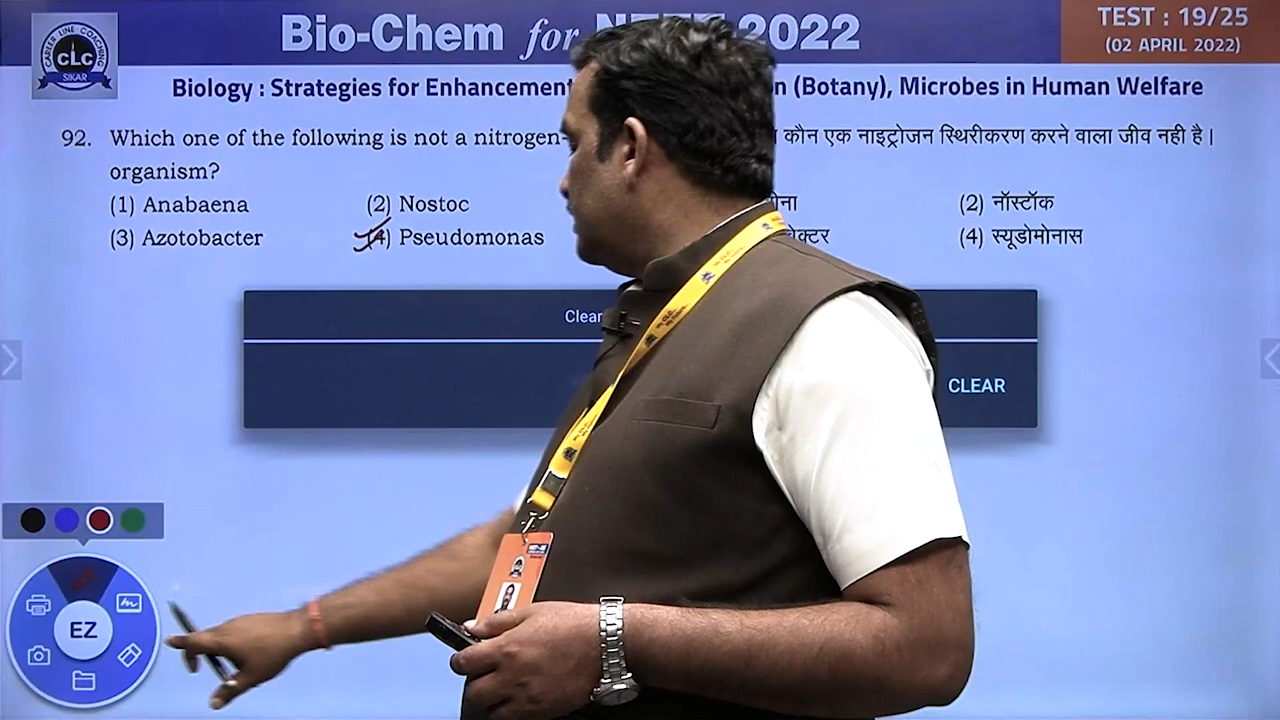 Bio-Chem for 2022
TEST : 19/25
(02 APRIL 2022)
CAREER LINE COACHING
CLC
SIKAR
Biology : Strategies for Enhancement (Botany), Microbes in Human Welfare
92. Which one of the following is not a nitrogen-
organism?
(1) Anabaena (2) Nostoc
(3) Azotobacter (4) Pseudomonas
कौन एक नाइट्रोजन स्थिरीकरण करने वाला जीव नही है।
(2) नॉस्टॉक
(4) स्यूडोमोनास
Clear
CLEAR
EZ